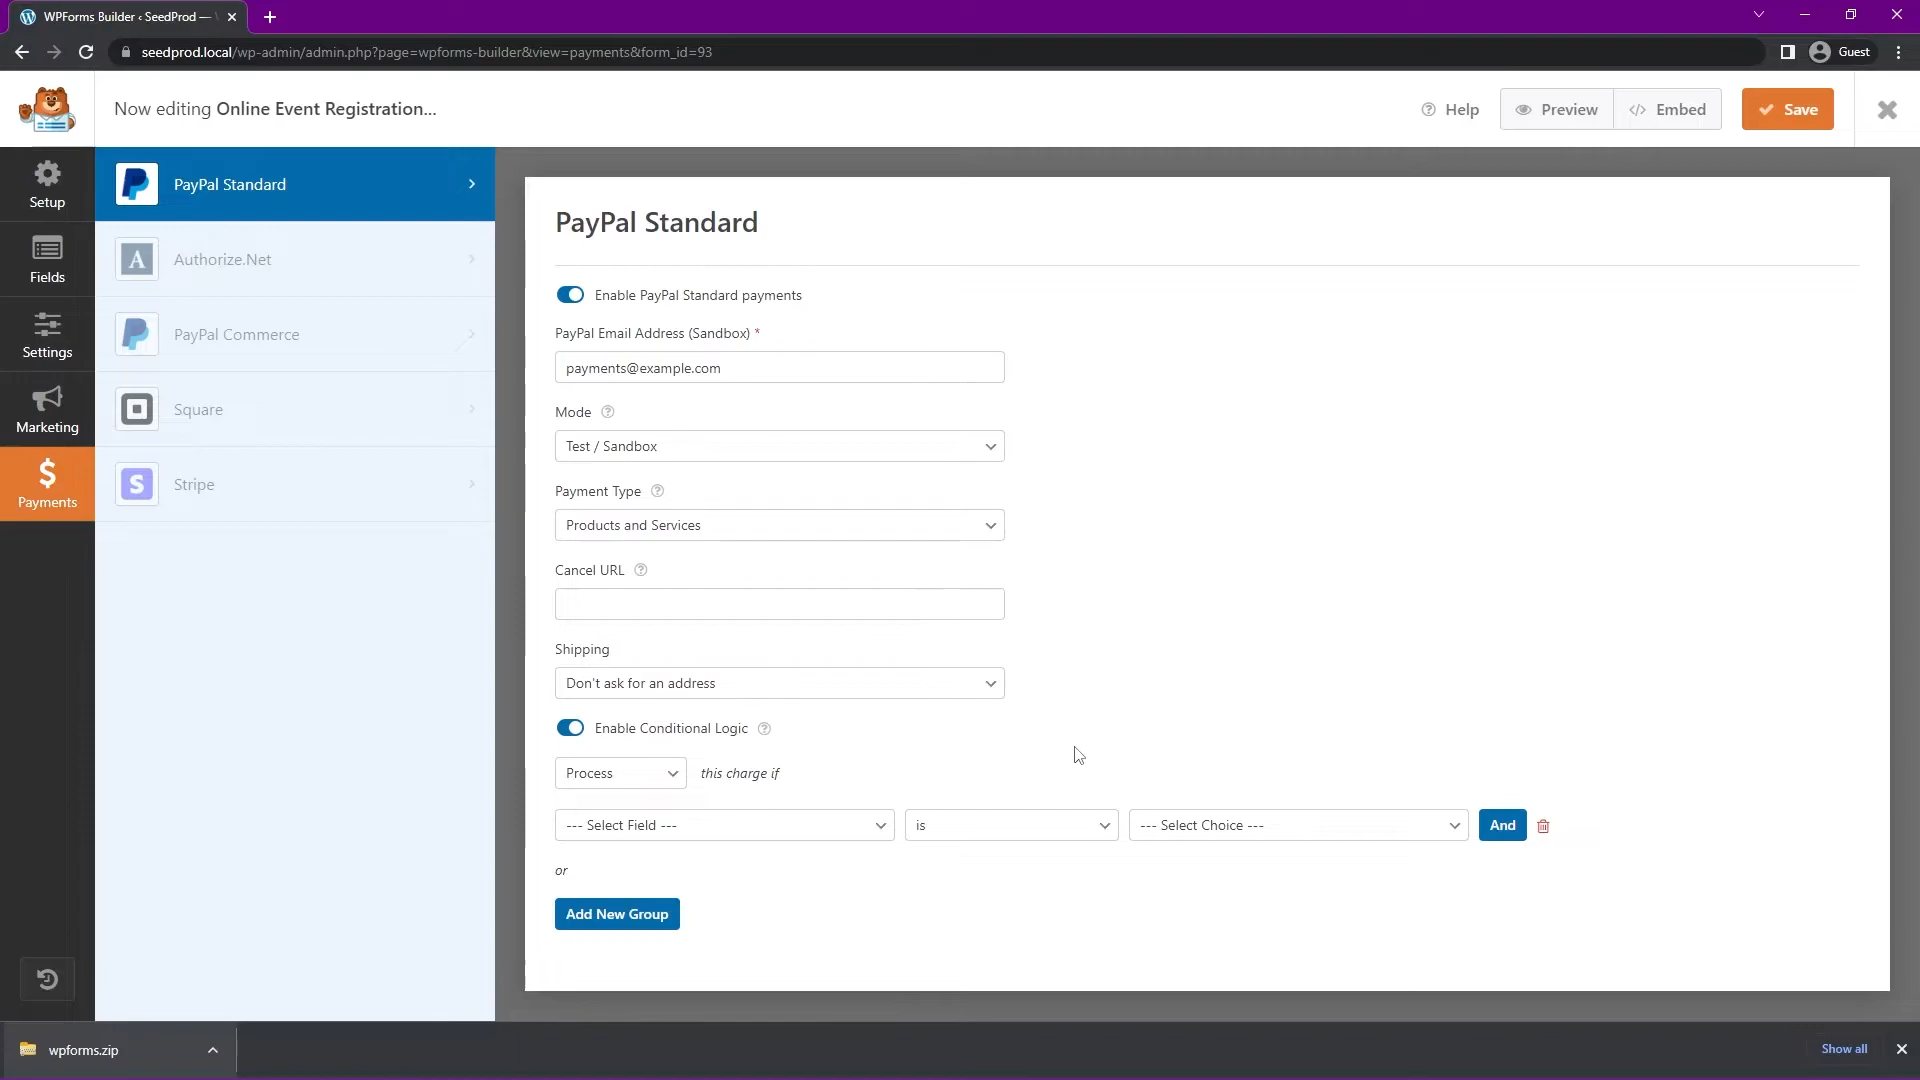 WPForms Builder ‹ SeedProd —
seedprod.local/wp-admin/admin.php?page=wpforms-builder&view=payments&form_id=93
Guest
Now editing Online Event Registration...
Help
Preview
Embed
Save
Setup
Fields
Settings
Marketing
Payments
PayPal Standard
Authorize.Net
PayPal Commerce
Square
Stripe
PayPal Standard
Enable PayPal Standard payments
PayPal Email Address (Sandbox) *
payments@example.com
Mode
Test / Sandbox
Payment Type
Products and Services
Cancel URL
Shipping
Don't ask for an address
Enable Conditional Logic
Process this charge if
--- Select Field --- is --- Select Choice --- And
or
Add New Group
wpforms.zip
Show all